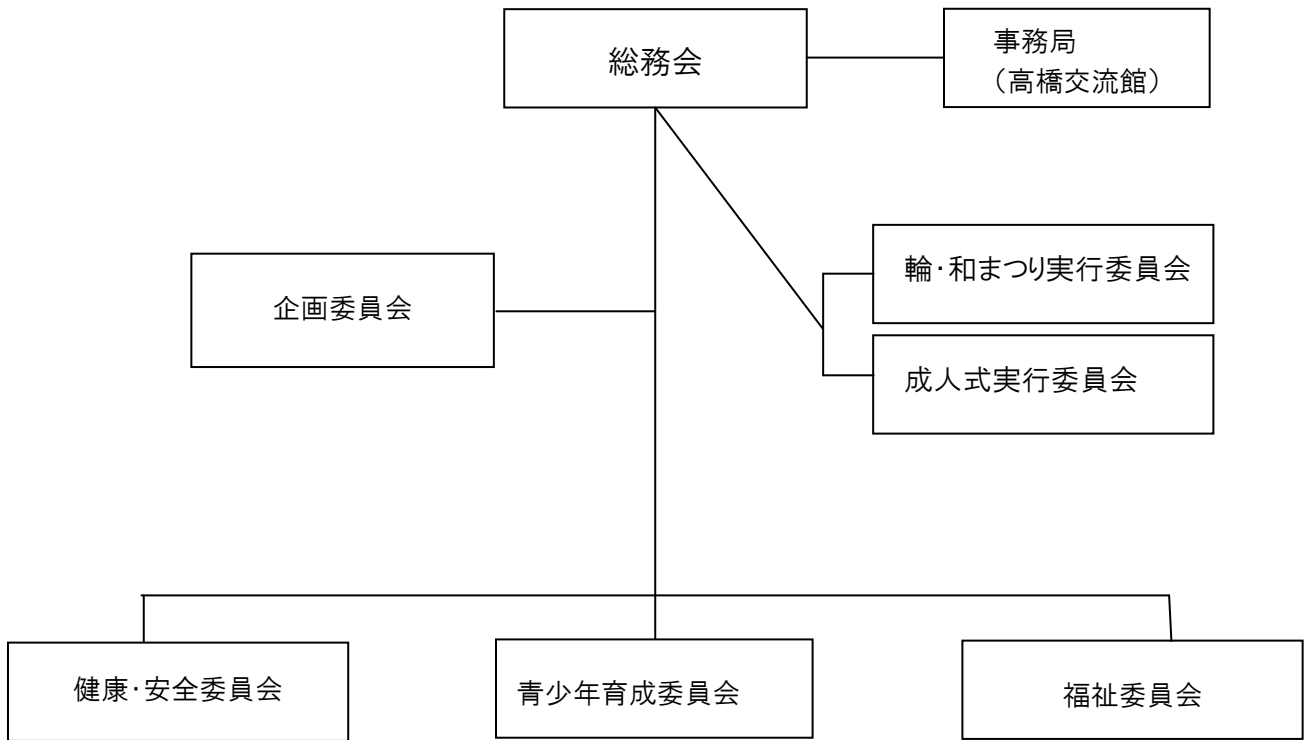 総務会
事務局
（高橋交流館）
輪・和まつり実行委員会
企画委員会
成人式実行委員会
健康・安全委員会
青少年育成委員会
福祉委員会